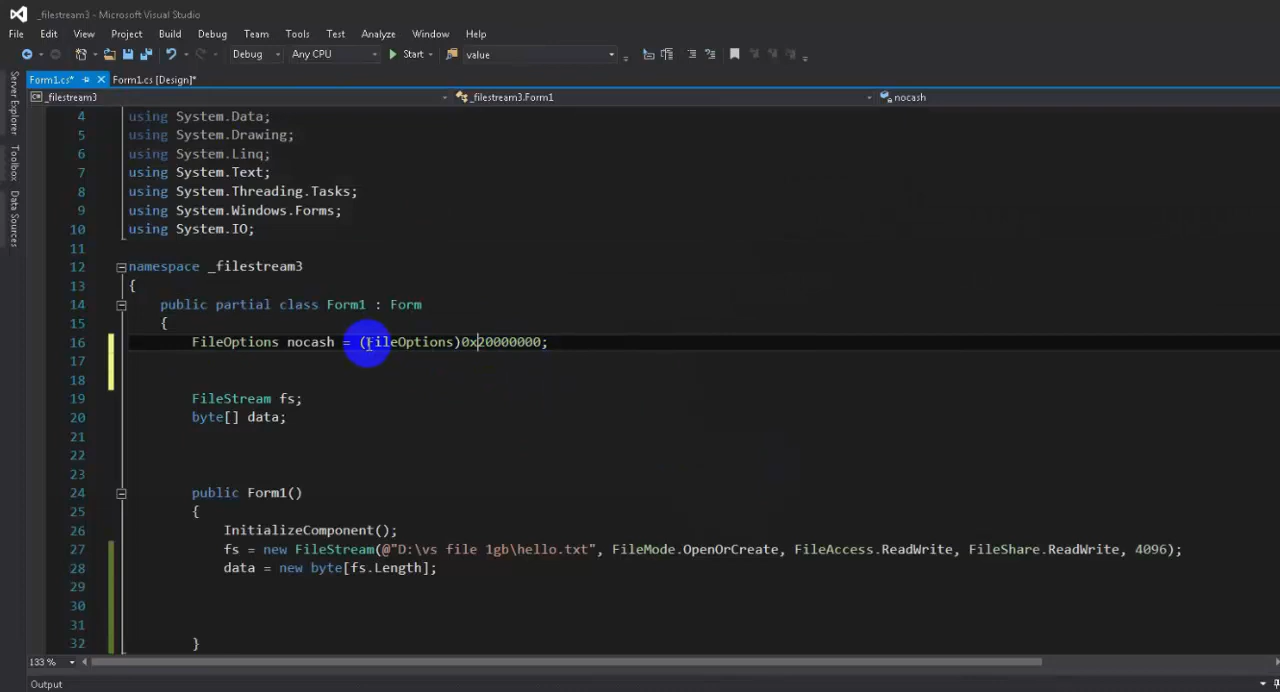 _filestream3 - Microsoft Visual Studio
File Edit View Project Build Debug Team Tools Test Analyze Window Help
Debug Any CPU Start value
Form1.cs* Form1.cs [Design]*
_filestream3 _filestream3.Form1 nocash
Server Explorer
Toolbox
Data Sources
4 using System.Data;
5 using System.Drawing;
6 using System.Linq;
7 using System.Text;
8 using System.Threading.Tasks;
9 using System.Windows.Forms;
10 using System.IO;
11
12 namespace _filestream3
13 {
14 public partial class Form1 : Form
15 {
16 FileOptions nocash = (FileOptions)0x20000000;
17
18
19 FileStream fs;
20 byte[] data;
21
22
23
24 public Form1()
25 {
26 InitializeComponent();
27 fs = new FileStream(@"D:\vs file 1gb\hello.txt", FileMode.OpenOrCreate, FileAccess.ReadWrite, FileShare.ReadWrite, 4096);
28 data = new byte[fs.Length];
29
30
31
32 }
133 %
Output